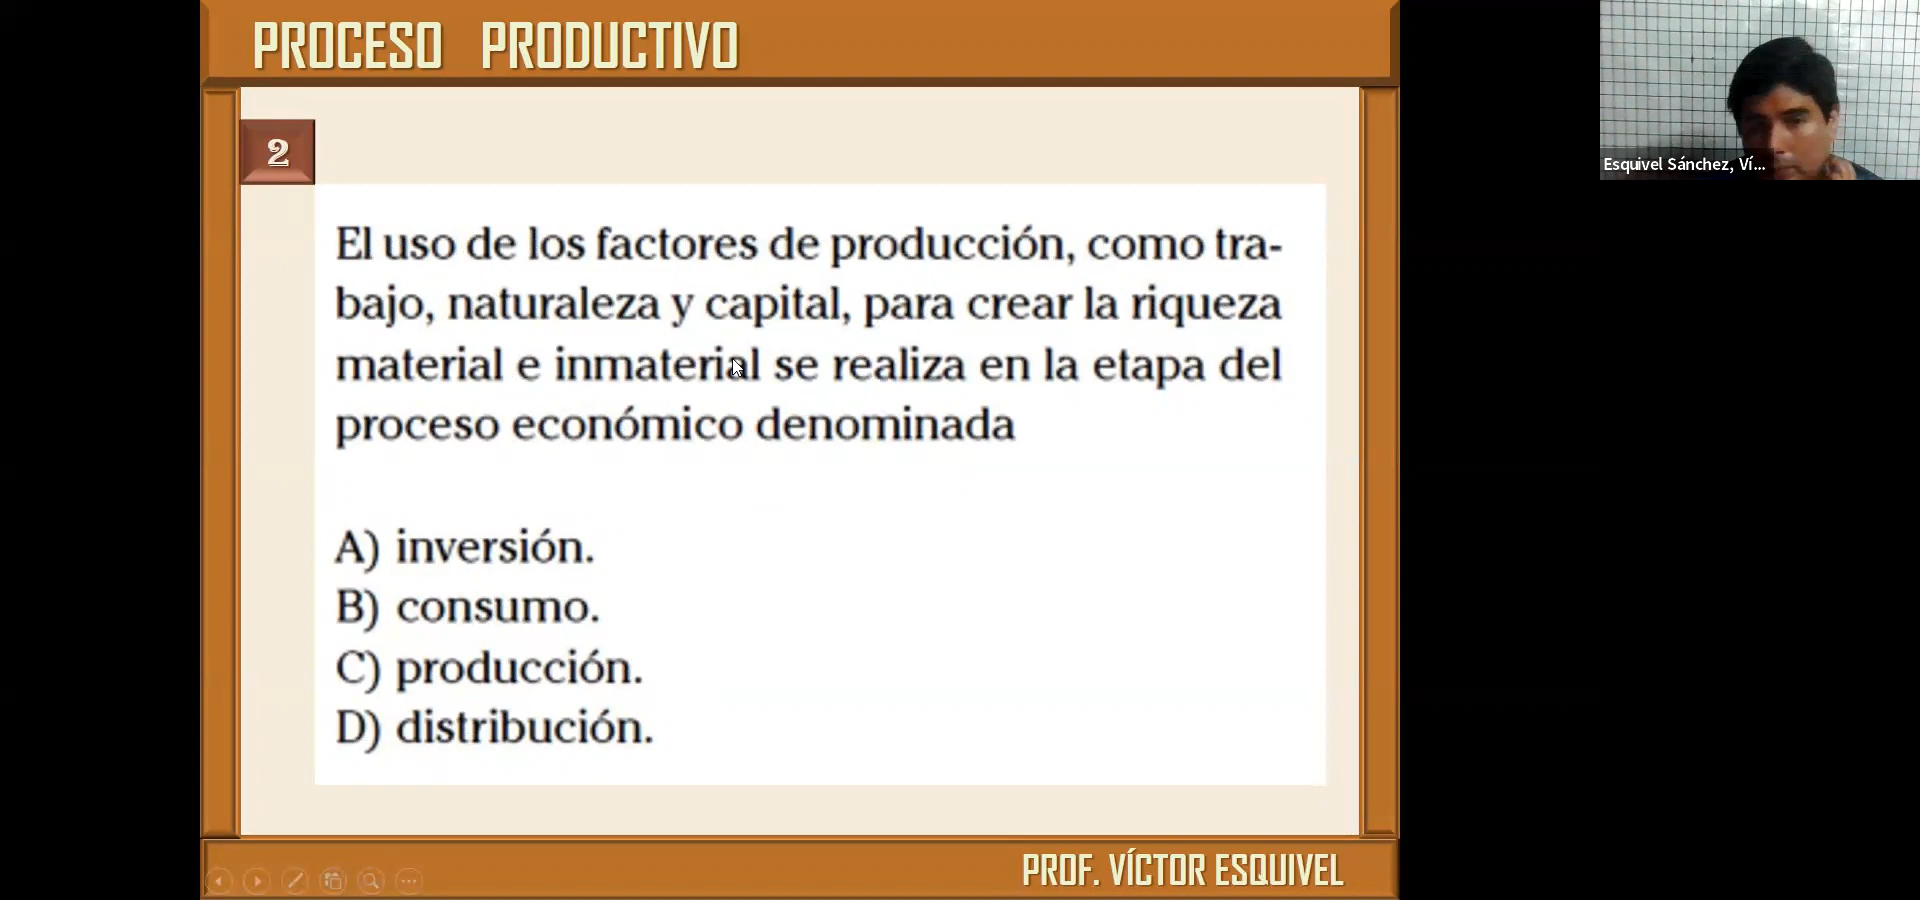 PROCESO PRODUCTIVO
2
El uso de los factores de producción, como tra-
bajo, naturaleza y capital, para crear la riqueza
material e inmaterial se realiza en la etapa del
proceso económico denominada
A) inversión.
B) consumo.
C) producción.
D) distribución.
PROF. VÍCTOR ESQUIVEL
Esquivel Sánchez, Ví...